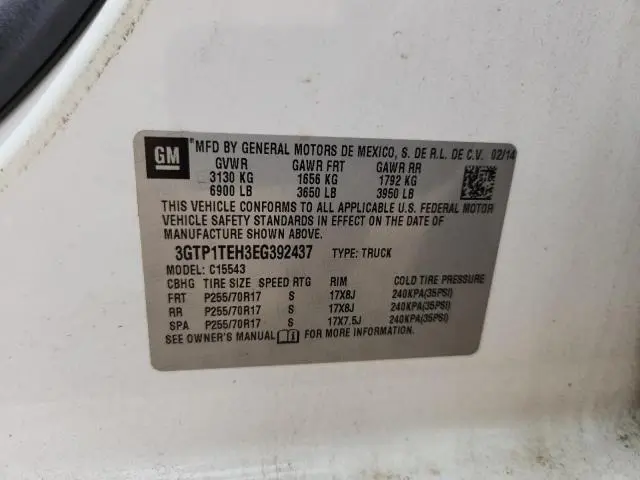 GM
*MFD BY GENERAL MOTORS DE MEXICO, S. DE R.L. DE C.V. 02/14
GVWR GAWR FRT GAWR RR
3130 KG 1656 KG 1792 KG
6900 LB 3650 LB 3950 LB
THIS VEHICLE CONFORMS TO ALL APPLICABLE U.S. FEDERAL MOTOR
VEHICLE SAFETY STANDARDS IN EFFECT ON THE DATE OF
MANUFACTURE SHOWN ABOVE.
3GTP1TEH3EG392437 TYPE: TRUCK
MODEL: C15543
CBHG TIRE SIZE SPEED RTG RIM COLD TIRE PRESSURE
FRT P255/70R17 S 17X8J 240KPA(35PSI)
RR P255/70R17 S 17X8J 240KPA(35PSI)
SPA P255/70R17 S 17X7.5J 240KPA(35PSI)
SEE OWNER'S MANUAL FOR MORE INFORMATION.